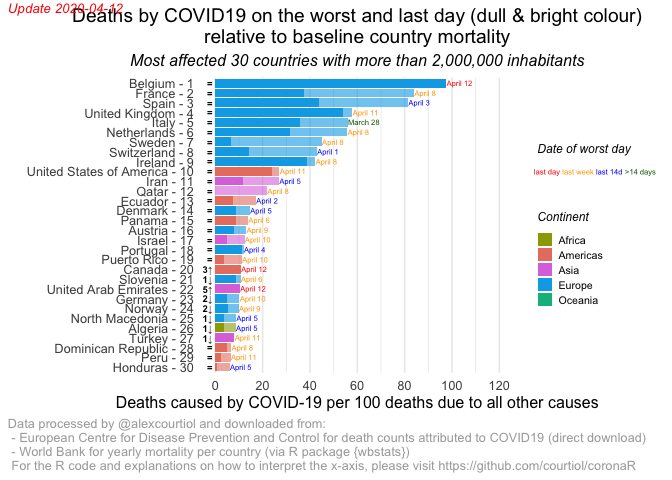 Update 2020-04-12
Deaths by COVID19 on the worst and last day (dull & bright colour)
relative to baseline country mortality
Most affected 30 countries with more than 2,000,000 inhabitants
Belgium - 1 = April 12
France - 2 = April 8
Spain - 3 = April 3
United Kingdom - 4 = April 11
Italy - 5 = March 28
Netherlands - 6 = April 8
Sweden - 7 = April 8
Switzerland - 8 = April 1
Ireland - 9 = April 8
United States of America - 10 = April 11
Iran - 11 = April 5
Qatar - 12 = April 8
Ecuador - 13 = April 2
Denmark - 14 = April 5
Panama - 15 = April 6
Austria - 16 = April 9
Israel - 17 = April 10
Portugal - 18 = April 4
Puerto Rico - 19 = April 10
Canada - 20 3↑ April 12
Slovenia - 21 1↓ April 6
United Arab Emirates - 22 5↑ April 12
Germany - 23 2↓ April 10
Norway - 24 2↓ April 9
North Macedonia - 25 1↓ April 5
Algeria - 26 1↓ April 5
Turkey - 27 1↓ April 11
Dominican Republic - 28 = April 8
Peru - 29 = April 11
Honduras - 30 = April 5
0 20 40 60 80 100 120
Deaths caused by COVID-19 per 100 deaths due to all other causes
Date of worst day
last day last week last 14d >14 days
Continent
Africa
Americas
Asia
Europe
Oceania
Data processed by @alexcourtiol and downloaded from:
- European Centre for Disease Prevention and Control for death counts attributed to COVID19 (direct download)
- World Bank for yearly mortality per country (via R package {wbstats})
For the R code and explanations on how to interpret the x-axis, please visit https://github.com/courtiol/coronaR